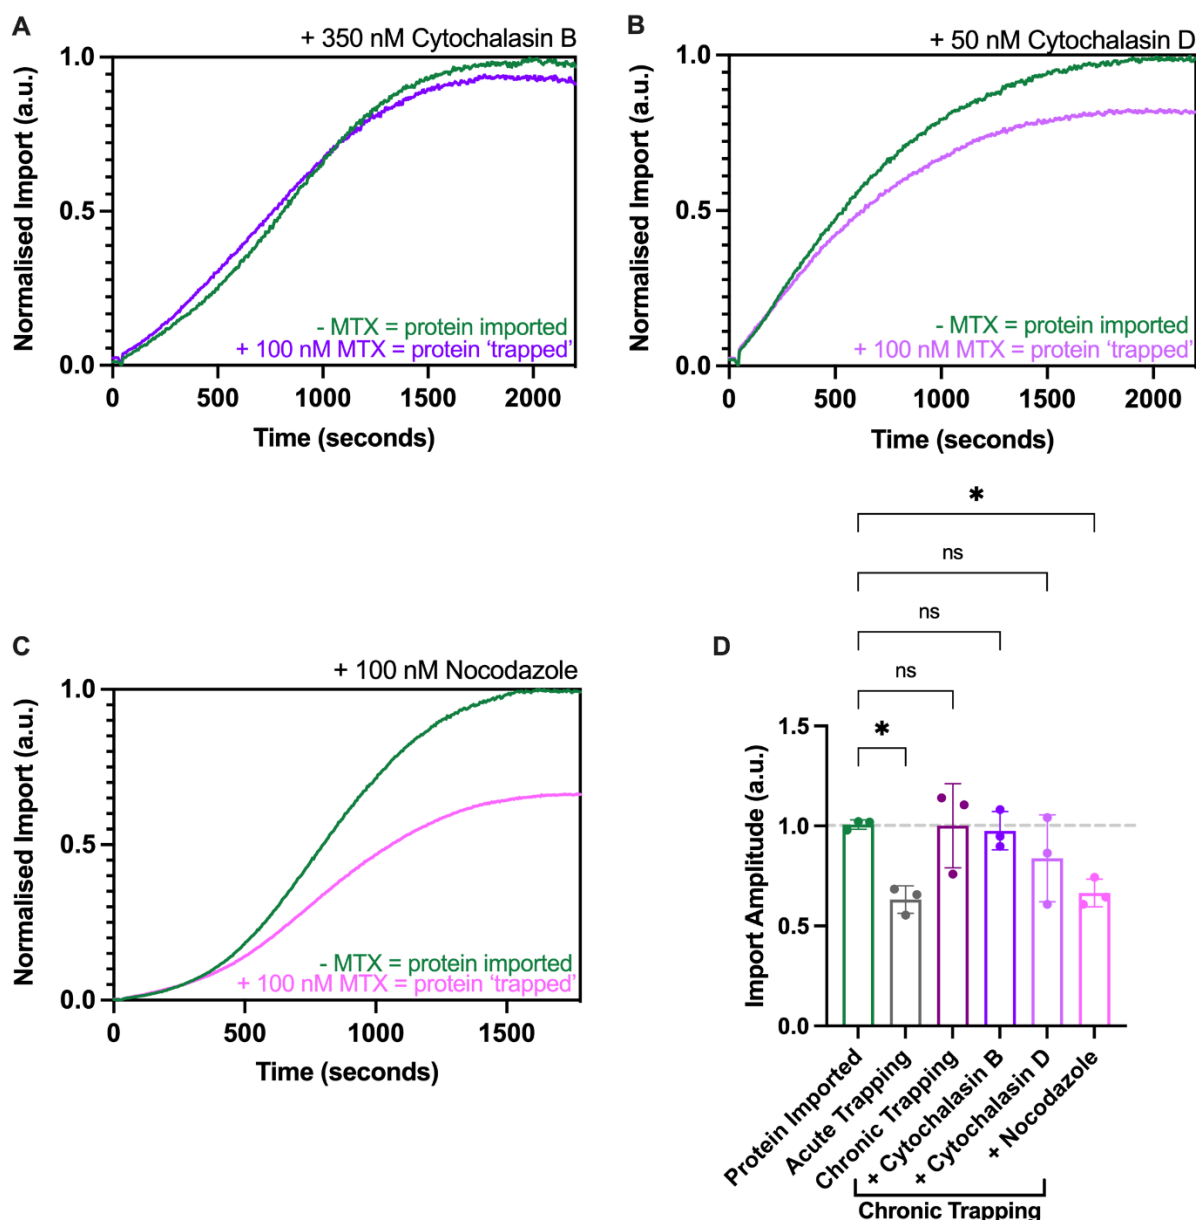 A
+ 350 nM Cytochalasin B
Normalised Import (a.u.)
1.0
0.5
0.0
- MTX = protein imported
+ 100 nM MTX = protein ‘trapped’
0 500 1000 1500 2000
Time (seconds)
B
+ 50 nM Cytochalasin D
Normalised Import (a.u.)
1.0
0.5
0.0
- MTX = protein imported
+ 100 nM MTX = protein ‘trapped’
0 500 1000 1500 2000
Time (seconds)
C
+ 100 nM Nocodazole
Normalised Import (a.u.)
1.0
0.5
0.0
- MTX = protein imported
+ 100 nM MTX = protein ‘trapped’
0 500 1000 1500
Time (seconds)
D
*
ns
ns
ns
*
Import Amplitude (a.u.)
1.5
1.0
0.5
0.0
Protein Imported
Acute Trapping
Chronic Trapping
+ Cytochalasin B
+ Cytochalasin D
+ Nocodazole
Chronic Trapping